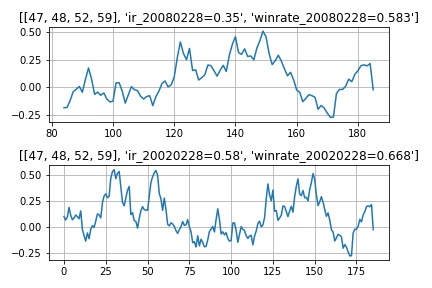 [[47, 48, 52, 59], 'ir_20080228=0.35', 'winrate_20080228=0.583']
0.50
0.25
0.00
−0.25
80 100 120 140 160 180
[[47, 48, 52, 59], 'ir_20020228=0.58', 'winrate_20020228=0.668']
0.50
0.25
0.00
−0.25
0 25 50 75 100 125 150 175